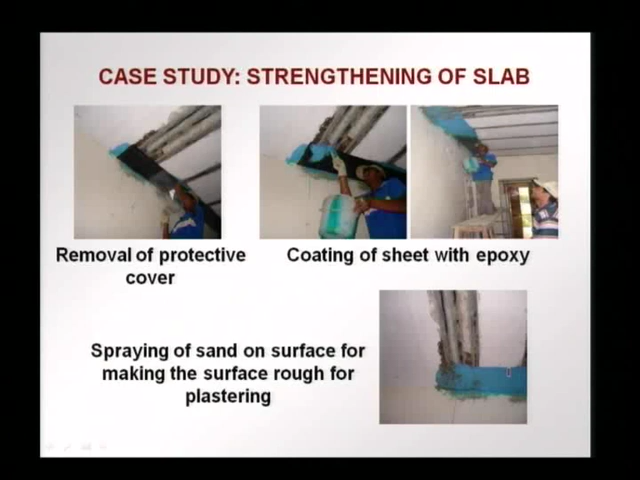 CASE STUDY: STRENGTHENING OF SLAB
Removal of protective
cover
Coating of sheet with epoxy
Spraying of sand on surface for
making the surface rough for
plastering